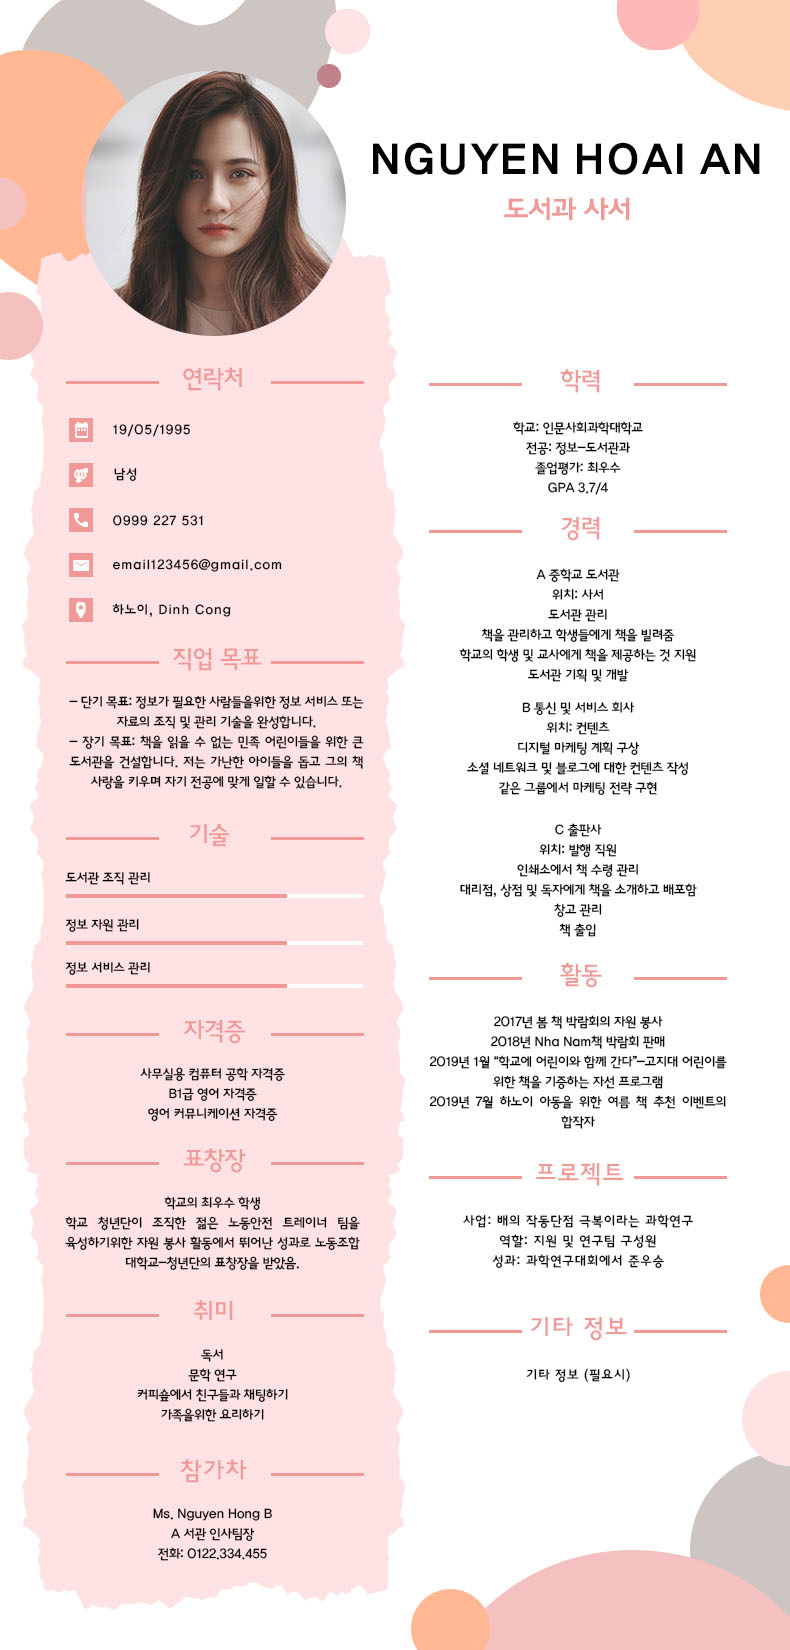 NGUYEN HOAI AN
도서과 사서
연락처
19/05/1995
남성
0999 227 531
email123456@gmail.com
하노이, Dinh Cong
직업 목표
– 단기 목표: 정보가 필요한 사람들을위한 정보 서비스 또는
자료의 조직 및 관리 기술을 완성합니다.
– 장기 목표: 책을 읽을 수 없는 민족 어린이들을 위한 큰
도서관을 건설합니다. 저는 가난한 아이들을 돕고 그의 책
사랑을 키우며 자기 전공에 맞게 일할 수 있습니다.
기술
도서관 조직 관리
정보 자원 관리
정보 서비스 관리
자격증
사무실용 컴퓨터 공학 자격증
B1급 영어 자격증
영어 커뮤니케이션 자격증
표창장
학교의 최우수 학생
학교 청년단이 조직한 젊은 노동안전 트레이너 팀을
육성하기위한 자원 봉사 활동에서 뛰어난 성과로 노동조합
대학교–청년단의 표창장을 받았음.
취미
독서
문학 연구
커피숖에서 친구들과 채팅하기
가족을위한 요리하기
참가차
Ms. Nguyen Hong B
A 서관 인사팀장
전화: 0122.334.455
학력
학교: 인문사회과학대학교
전공: 정보–도서관과
졸업평가: 최우수
GPA 3.7/4
경력
A 중학교 도서관
위치: 사서
도서관 관리
책을 관리하고 학생들에게 책을 빌려줌
학교의 학생 및 교사에게 책을 제공하는 것 지원
도서관 기획 및 개발
B 통신 및 서비스 회사
위치: 컨텐츠
디지털 마케팅 계획 구상
소셜 네트워크 및 블로그에 대한 컨텐츠 작성
같은 그룹에서 마케팅 전략 구현
C 출판사
위치: 발행 직원
인쇄소에서 책 수령 관리
대리점, 상점 및 독자에게 책을 소개하고 배포함
창고 관리
책 출입
활동
2017년 봄 책 박람회의 자원 봉사
2018년 Nha Nam책 박람회 판매
2019년 1월 “학교에 어린이와 함께 간다”–고지대 어린이를
위한 책을 기증하는 자선 프로그램
2019년 7월 하노이 아동을 위한 여름 책 추천 이벤트의
합작자
프로젝트
사업: 배의 작동단점 극복이라는 과학연구
역할: 지원 및 연구팀 구성원
성과: 과학연구대회에서 준우승
기타 정보
기타 정보 (필요시)